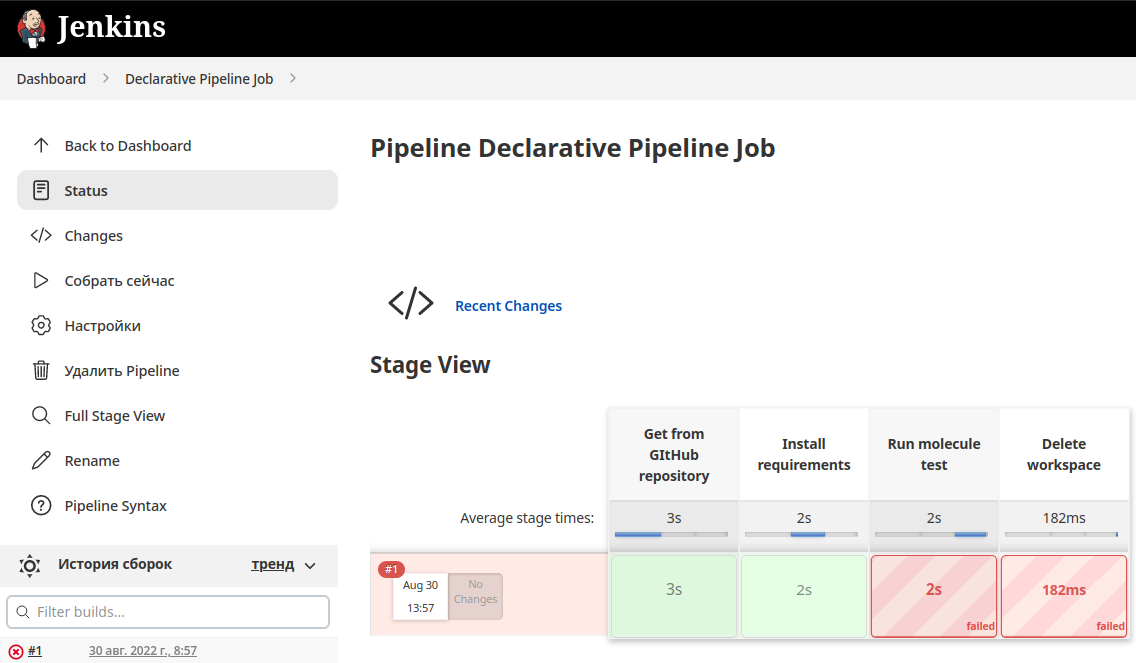 Jenkins
Dashboard
Declarative Pipeline Job
Back to Dashboard
Status
Changes
Собрать сейчас
Настройки
Удалить Pipeline
Full Stage View
Rename
Pipeline Syntax
История сборок
тренд
Filter builds...
#1
30 авг. 2022 г., 8:57
Pipeline Declarative Pipeline Job
Recent Changes
Stage View
Get from
GItHub
repository
Install
requirements
Run molecule
test
Delete
workspace
Average stage times:
3s
2s
2s
182ms
#1
Aug 30
13:57
No
Changes
3s
2s
2s
failed
182ms
failed